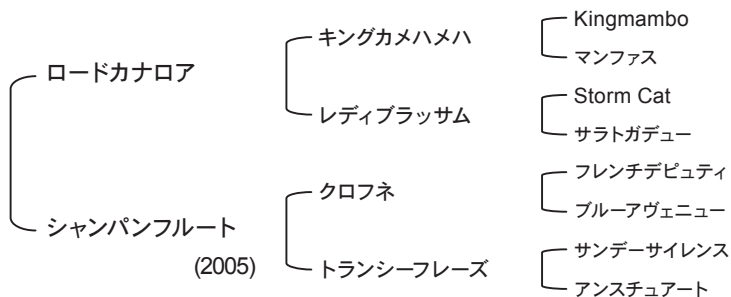 ロードカナロア
キングカメハメハ
Kingmambo
マンファス
レディブラッサム
Storm Cat
サラトガデュー
シャンパンフルート
(2005)
クロフネ
フレンチデピュティ
ブルーアヴェニュー
トランシーフレーズ
サンデーサイレンス
アンスチュアート